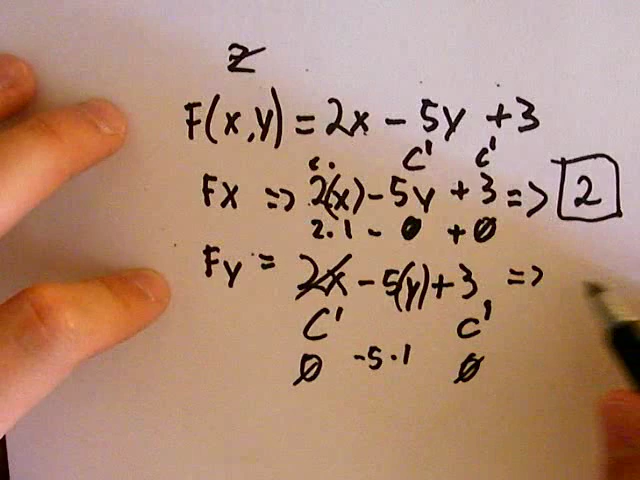 z
F(x,y) = 2x - 5y + 3
c'  c'
Fx => 2(x) - 5y + 3 => 2
2·1 - 0 + 0
Fy = 2x - 5(y) + 3 =>
C'  c'
0 -5·1 0